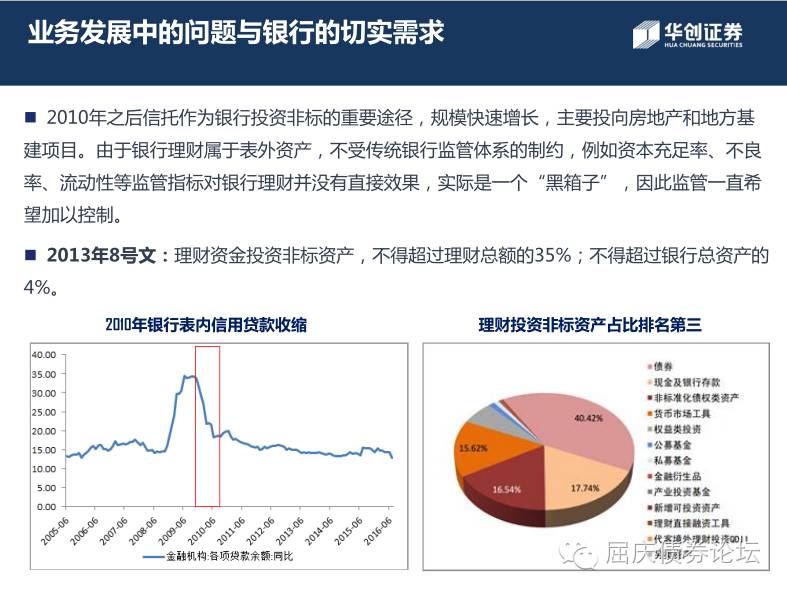 业务发展中的问题与银行的切实需求
华创证券
HUA CHUANG SECURITIES
2010年之后信托作为银行投资非标的重要途径，规模快速增长，主要投向房地产和地方基
建项目。由于银行理财属于表外资产，不受传统银行监管体系的制约，例如资本充足率、不良
率、流动性等监管指标对银行理财并没有直接效果，实际是一个“黑箱子”，因此监管一直希
望加以控制。
2013年8号文：理财资金投资非标资产，不得超过理财总额的35%；不得超过银行总资产的
4%。
2010年银行表内信用贷款收缩
40.00
35.00
30.00
25.00
20.00
15.00
10.00
5.00
0.00
2005-06
2006-06
2007-06
2008-06
2009-06
2010-06
2011-06
2012-06
2013-06
2014-06
2015-06
2016-06
金融机构:各项贷款余额:同比
理财投资非标资产占比排名第三
40.42%
17.74%
16.54%
15.62%
债券
现金及银行存款
非标准化债权类资产
货币市场工具
权益类投资
公募基金
私募基金
金融衍生品
产业投资基金
新增可投资资产
理财直接融资工具
代客境外理财投资QDII
屈庆债券论坛